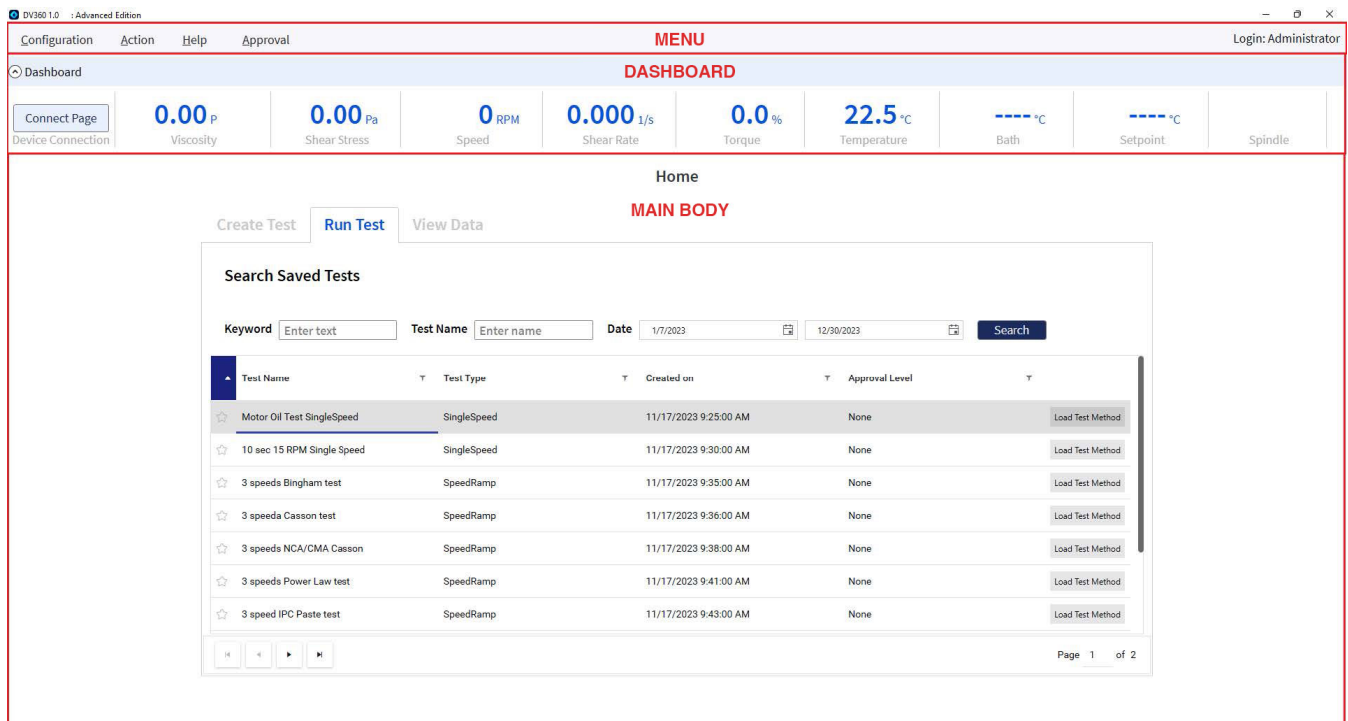 DV360 1.0 : Advanced Edition
Configuration Action Help Approval MENU Login: Administrator
Dashboard DASHBOARD
Connect Page 0.00 P 0.00 Pa 0 RPM 0.000 1/s 0.0 % 22.5 °C ---- °C ---- °C
Device Connection Viscosity Shear Stress Speed Shear Rate Torque Temperature Bath Setpoint Spindle
Home
MAIN BODY
Create Test Run Test View Data
Search Saved Tests
Keyword Enter text Test Name Enter name Date 1/7/2023 12/30/2023 Search
Test Name Test Type Created on Approval Level
Motor Oil Test SingleSpeed SingleSpeed 11/17/2023 9:25:00 AM None Load Test Method
10 sec 15 RPM Single Speed SingleSpeed 11/17/2023 9:30:00 AM None Load Test Method
3 speeds Bingham test SpeedRamp 11/17/2023 9:35:00 AM None Load Test Method
3 speeda Casson test SpeedRamp 11/17/2023 9:36:00 AM None Load Test Method
3 speeds NCA/CMA Casson SpeedRamp 11/17/2023 9:38:00 AM None Load Test Method
3 speeds Power Law test SpeedRamp 11/17/2023 9:41:00 AM None Load Test Method
3 speed IPC Paste test SpeedRamp 11/17/2023 9:43:00 AM None Load Test Method
Page 1 of 2